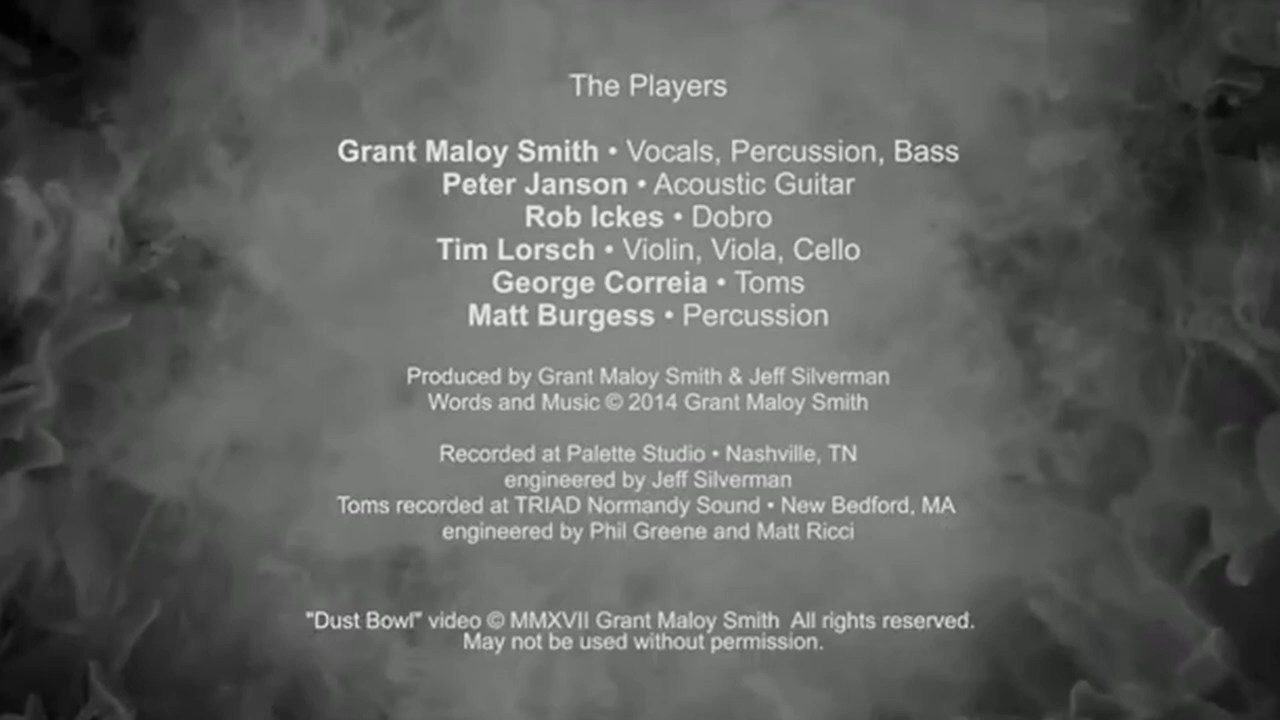 The Players
Grant Maloy Smith • Vocals, Percussion, Bass
Peter Janson • Acoustic Guitar
Rob Ickes • Dobro
Tim Lorsch • Violin, Viola, Cello
George Correia • Toms
Matt Burgess • Percussion
Produced by Grant Maloy Smith & Jeff Silverman
Words and Music © 2014 Grant Maloy Smith
Recorded at Palette Studio • Nashville, TN
engineered by Jeff Silverman
Toms recorded at TRIAD Normandy Sound • New Bedford, MA
engineered by Phil Greene and Matt Ricci
"Dust Bowl" video © MMXVII Grant Maloy Smith  All rights reserved.
May not be used without permission.